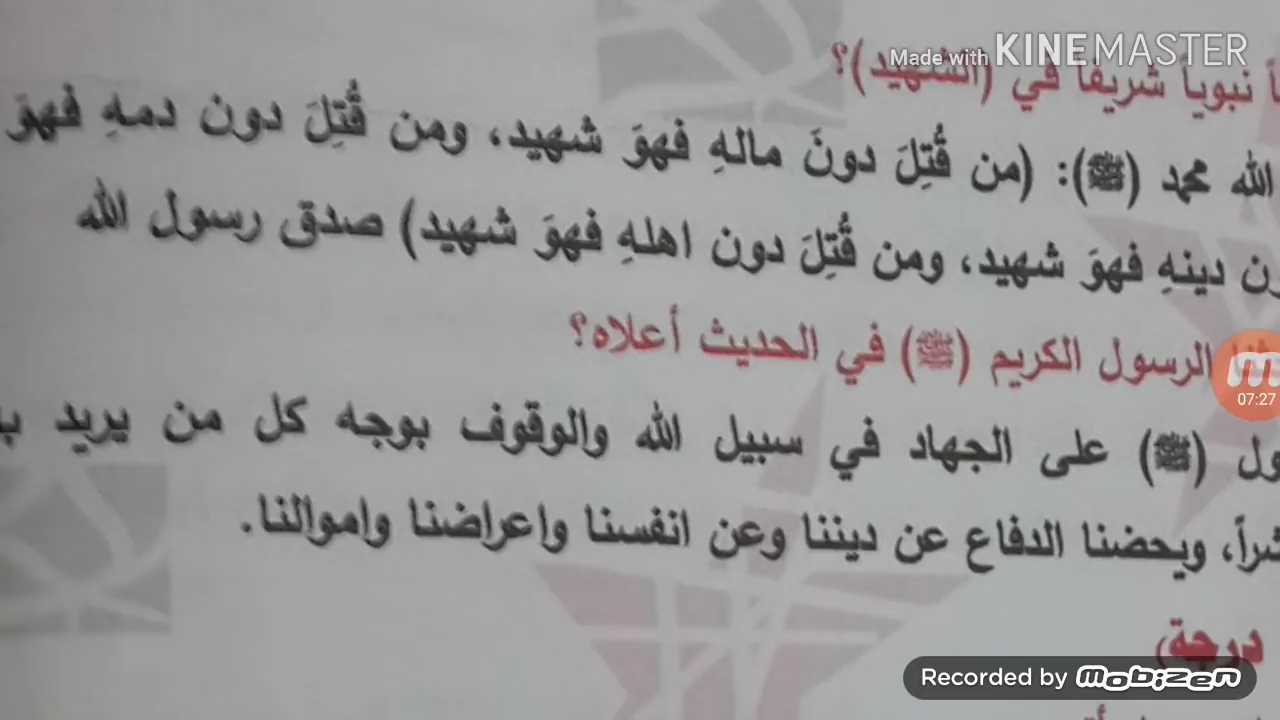 Made with KINEMASTER
نبوياً شريفاً في (الشهيد)؟
الله محمد (ﷺ): (من قُتِلَ دونَ مالهِ فهوَ شهيد، ومن قُتِلَ دون دمهِ فهوَ
دينهِ فهوَ شهيد، ومن قُتِلَ دون اهلهِ فهوَ شهيد) صدق رسول الله
الرسول الكريم (ﷺ) في الحديث أعلاه؟
(ﷺ) على الجهاد في سبيل الله والوقوف بوجه كل من يريد
ويحضنا الدفاع عن ديننا وعن انفسنا واعراضنا واموالنا.
درجة)
07:27
Recorded by mobizen